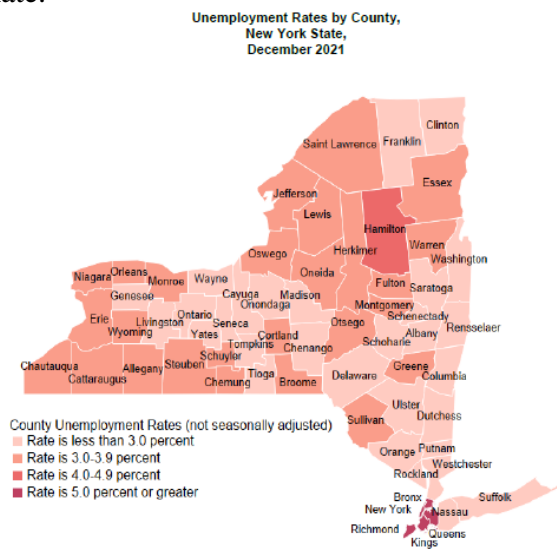 Unemployment Rates by County,
New York State,
December 2021
Clinton
Franklin
Saint Lawrence
Essex
Jefferson
Lewis
Hamilton
Warren
Herkimer
Oswego
Washington
Oneida
Niagara
Orleans
Monroe
Wayne
Fulton
Saratoga
Genesee
Cayuga
Madison
Onondaga
Montgomery
Schenectady
Erie
Livingston
Ontario
Seneca
Otsego
Rensselaer
Wyoming
Yates
Cortland
Albany
Tompkins
Chenango
Schoharie
Schuyler
Chautauqua
Cattaraugus
Allegany
Steuben
Chemung
Tioga
Broome
Delaware
Greene
Columbia
Ulster
Dutchess
Sullivan
Orange
Putnam
Westchester
Rockland
County Unemployment Rates (not seasonally adjusted)
Rate is less than 3.0 percent
Rate is 3.0-3.9 percent
Rate is 4.0-4.9 percent
Rate is 5.0 percent or greater
Bronx
Suffolk
New York
Nassau
Richmond
Queens
Kings